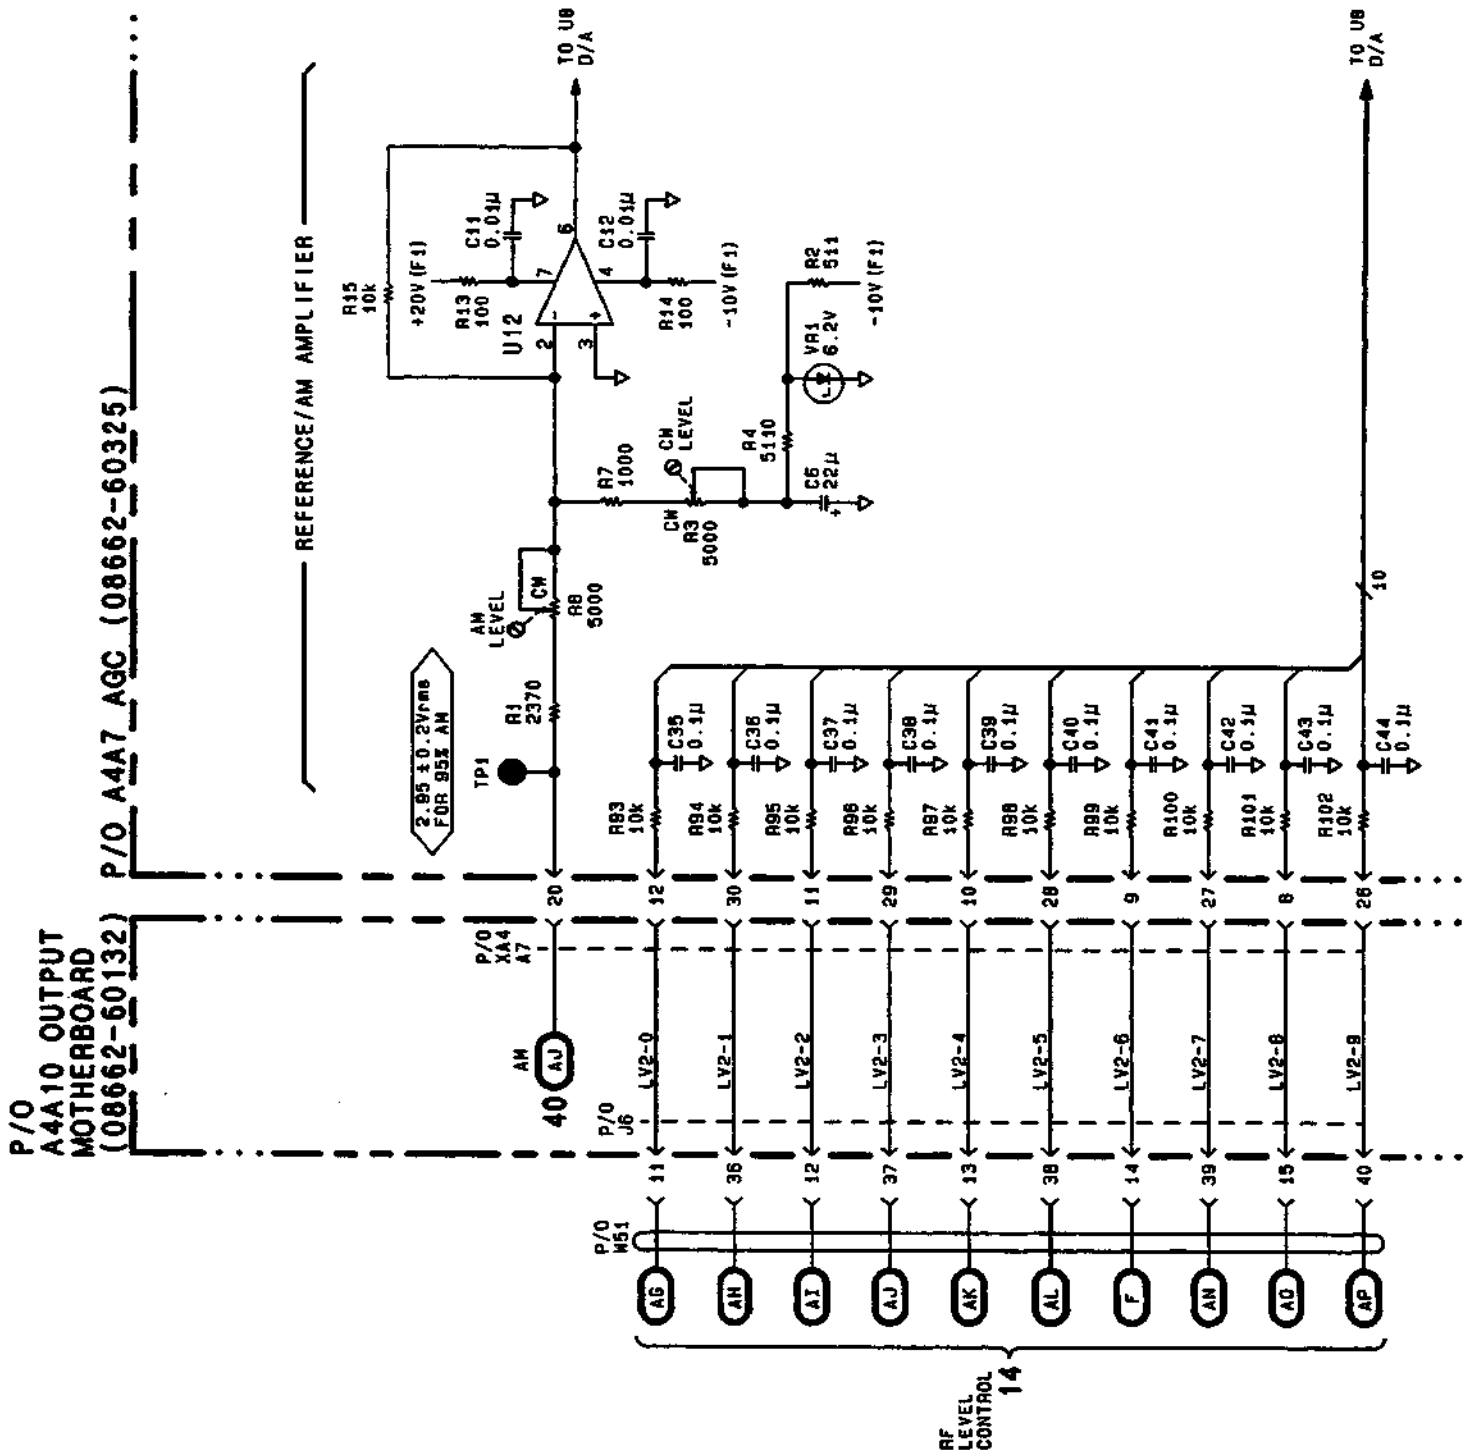 P/O
A4A10 OUTPUT
MOTHERBOARD
(08662-60132)
P/O A4A7 AGC (08662-60325)
REFERENCE/AM AMPLIFIER
AM
AJ
40
P/O
XA4
A7
20
2.95 ±0.2Vrms
FOR 95% AM
TP1
R1
2370
AM
LEVEL
CW
R8
5000
R7
1000
CW
LEVEL
CW
R3
5000
C6
22µ
+
R4
5110
VR1
6.2V
R2
511
-10V (F1)
R15
10k
+20V (F1)
R13
100
C11
0.01µ
U12
2
3
-
+
7
6
4
C12
0.01µ
R14
100
-10V (F1)
TO U8
D/A
RF
LEVEL
CONTROL
14
P/O
W51
P/O
J6
AG
11
LV2-0
12
R93
10k
C35
0.1µ
AH
36
LV2-1
30
R94
10k
C36
0.1µ
AI
12
LV2-2
11
R95
10k
C37
0.1µ
AJ
37
LV2-3
29
R96
10k
C38
0.1µ
AK
13
LV2-4
10
R97
10k
C39
0.1µ
AL
38
LV2-5
28
R98
10k
C40
0.1µ
F
14
LV2-6
9
R99
10k
C41
0.1µ
AN
39
LV2-7
27
R100
10k
C42
0.1µ
AO
15
LV2-8
8
R101
10k
C43
0.1µ
AP
40
LV2-9
26
R102
10k
C44
0.1µ
10
TO U8
D/A